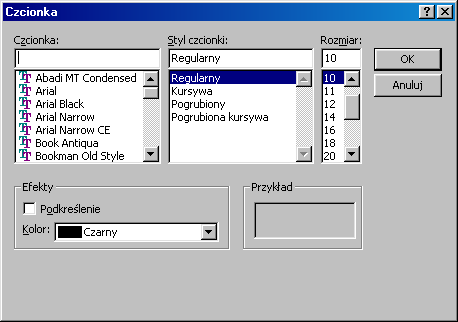 Czcionka
Czcionka: Styl czcionki: Rozmiar:
Regularny 10 OK
Abadi MT Condensed Regularny 10
Arial Kursywa 11 Anuluj
Arial Black Pogrubiony 12
Arial Narrow Pogrubiona kursywa 14
Arial Narrow CE 16
Book Antiqua 18
Bookman Old Style 20
Efekty Przykład
Podkreślenie
Kolor: Czarny